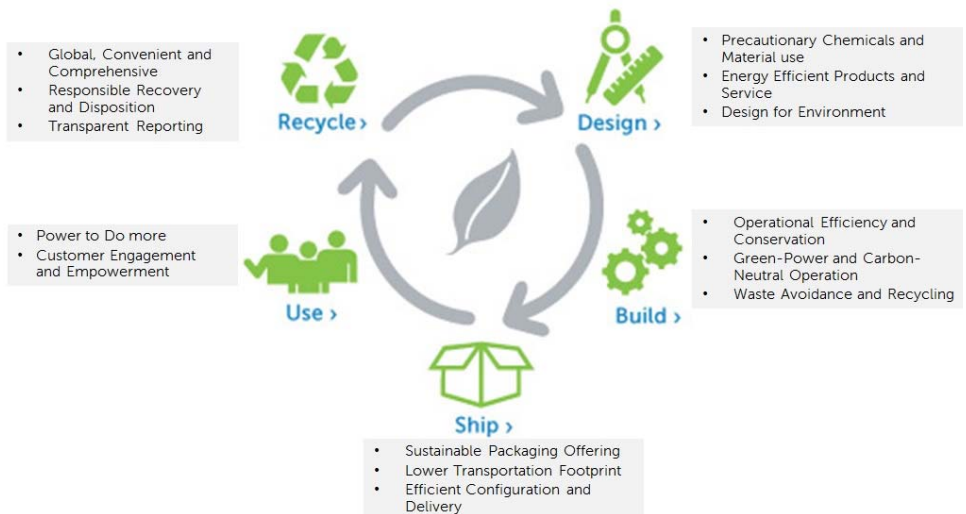 • Global, Convenient and
Comprehensive
• Responsible Recovery
and Disposition
• Transparent Reporting
Recycle ›
Design ›
• Precautionary Chemicals and
Material use
• Energy Efficient Products and
Service
• Design for Environment
• Power to Do more
• Customer Engagement
and Empowerment
Use ›
Build ›
• Operational Efficiency and
Conservation
• Green-Power and Carbon-
Neutral Operation
• Waste Avoidance and Recycling
Ship ›
• Sustainable Packaging Offering
• Lower Transportation Footprint
• Efficient Configuration and
Delivery